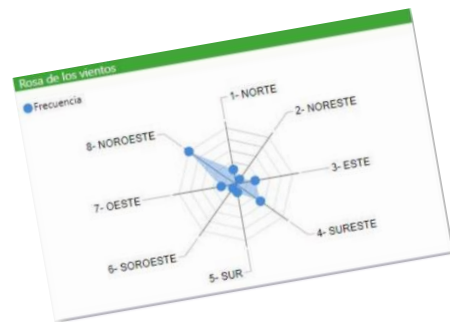 Rosa de los vientos
Frecuencia
1- NORTE
2- NORESTE
3- ESTE
4- SURESTE
5- SUR
6- SOROESTE
7- OESTE
8- NOROESTE